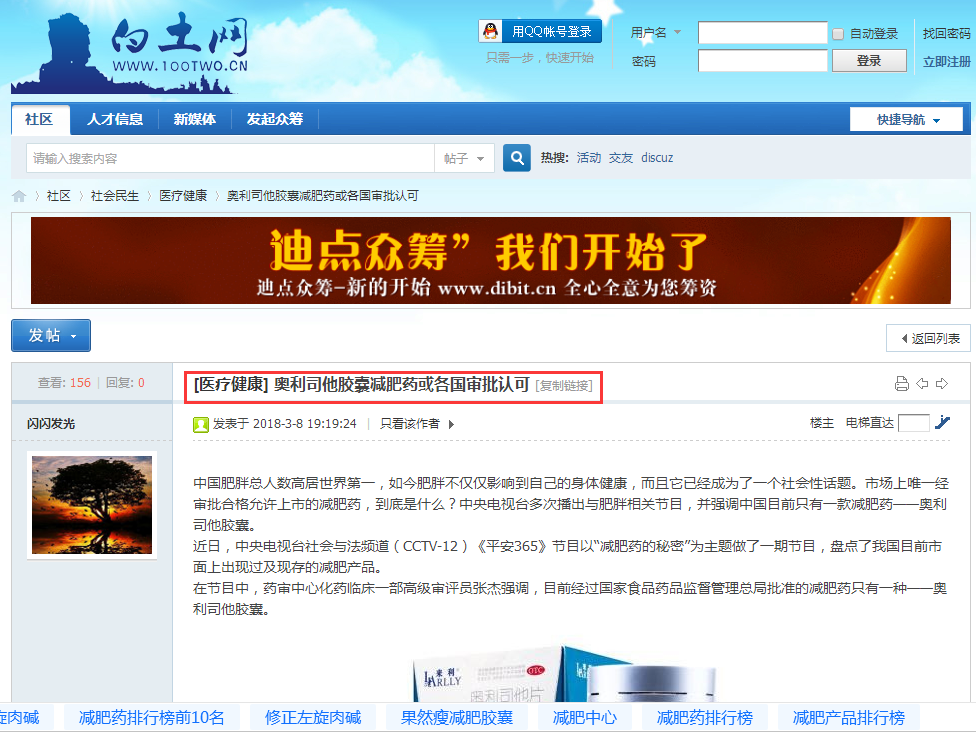 白土网
WWW.100TWO.CN
用QQ帐号登录
只需一步，快速开始
用户名
自动登录
找回密码
密码
登录
立即注册
社区
人才信息
新媒体
发起众筹
快捷导航
请输入搜索内容
帖子
热搜: 活动 交友 discuz
社区 社会民生 医疗健康 奥利司他胶囊减肥药或各国审批认可
迪点众筹” 我们开始了
迪点众筹-新的开始 www.dibit.cn 全心全意为您筹资
发帖
返回列表
查看: 156 | 回复: 0
[医疗健康] 奥利司他胶囊减肥药或各国审批认可 [复制链接]
闪闪发光
发表于 2018-3-8 19:19:24 | 只看该作者
楼主 电梯直达
中国肥胖总人数高居世界第一，如今肥胖不仅仅影响到自己的身体健康，而且它已经成为了一个社会性话题。市场上唯一经
审批合格允许上市的减肥药，到底是什么？中央电视台多次播出与肥胖相关节目，并强调中国目前只有一款减肥药——奥利
司他胶囊。
近日，中央电视台社会与法频道（CCTV-12）《平安365》节目以“减肥药的秘密”为主题做了一期节目，盘点了我国目前市
面上出现过及现存的减肥产品。
在节目中，药审中心化药临床一部高级审评员张杰强调，目前经过国家食品药品监督管理总局批准的减肥药只有一种——奥
利司他胶囊。
来利
LARLLY
OTC
奥利司他片
旋肉碱
减肥药排行榜前10名
修正左旋肉碱
果然瘦减肥胶囊
减肥中心
减肥药排行榜
减肥产品排行榜